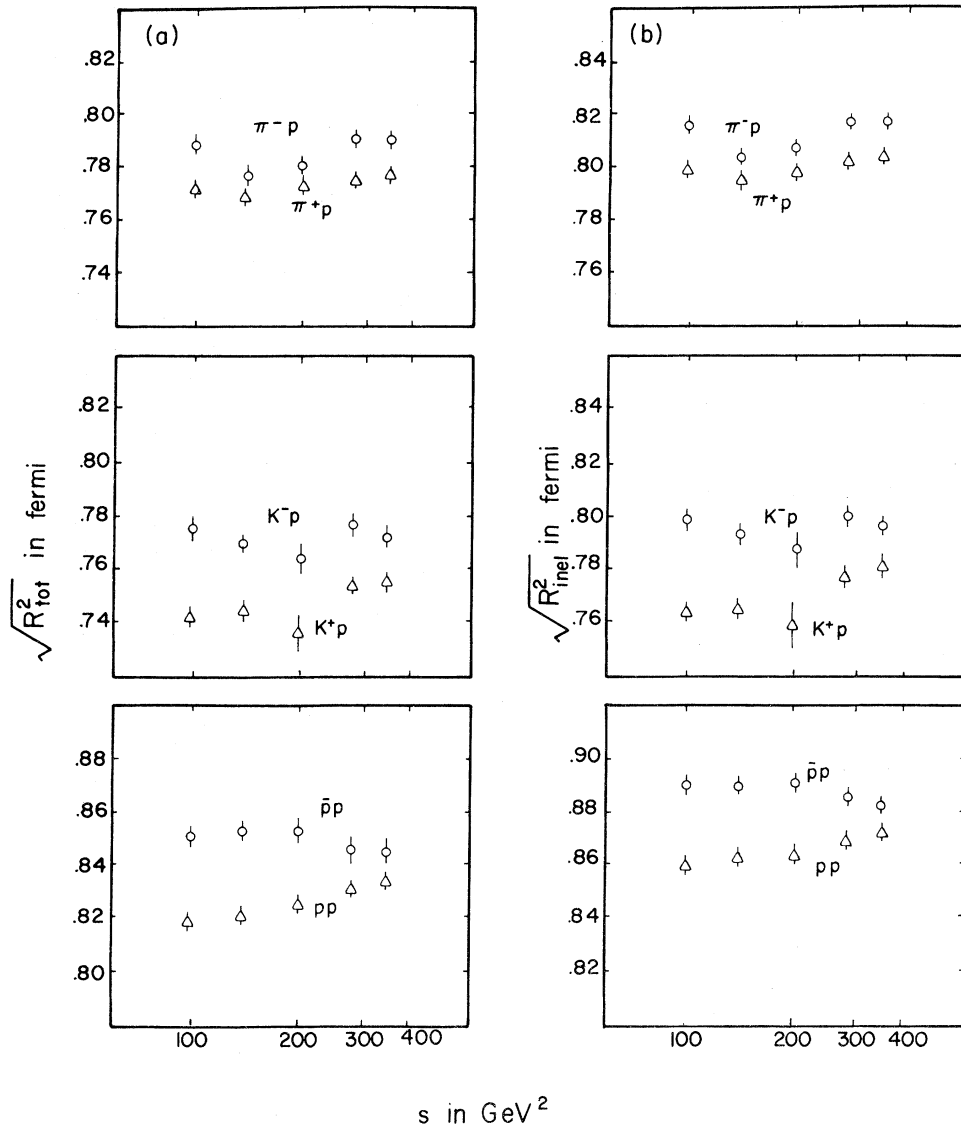 (a)
.82
.80
.78
.76
.74
π⁻p
π⁺p
(b)
.84
.82
.80
.78
.76
π⁻p
π⁺p
√R²tot in fermi
.82
.80
.78
.76
.74
K⁻p
K⁺p
√R²inel in fermi
.84
.82
.80
.78
.76
K⁻p
K⁺p
.88
.86
.84
.82
.80
p̄p
pp
100 200 300 400
.90
.88
.86
.84
.82
p̄p
pp
100 200 300 400
s in GeV²